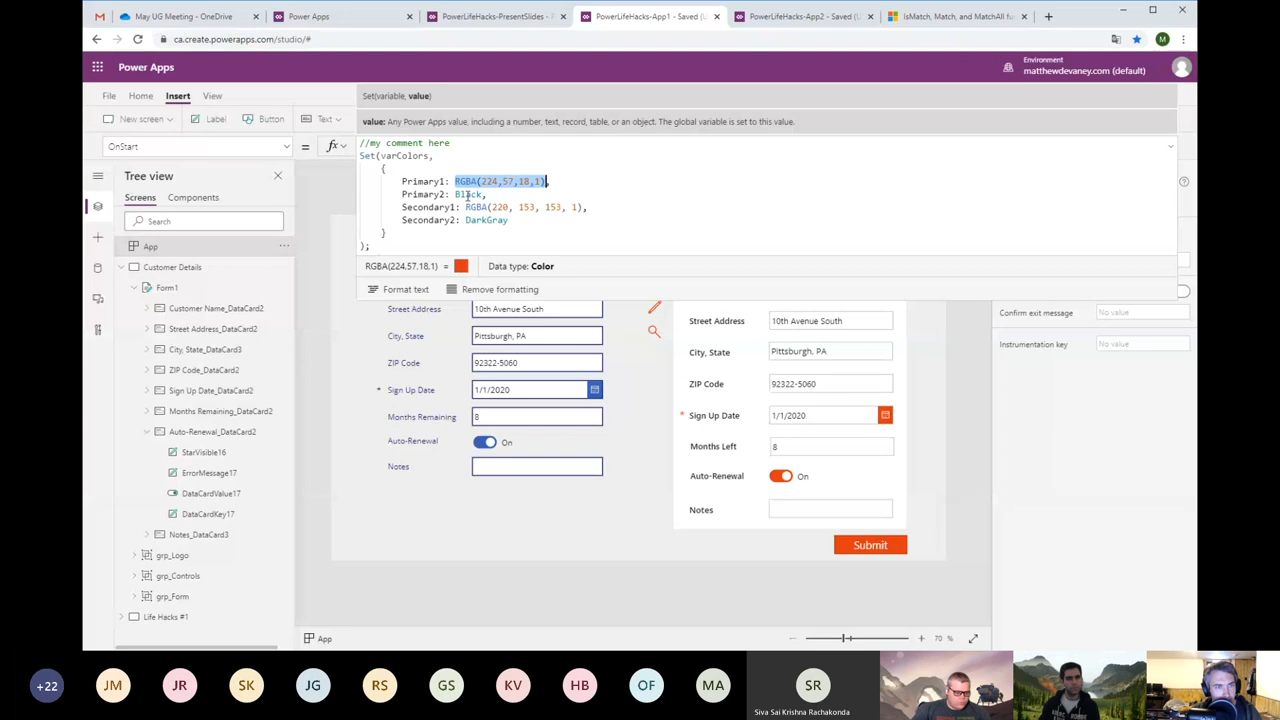 May UG Meeting - OneDrive
Power Apps
PowerLifeHacks-PresentSlides - P
PowerLifeHacks-App1 - Saved (U
PowerLifeHacks-App2 - Saved (U
IsMatch, Match, and MatchAll fun
ca.create.powerapps.com/studio/#
M
Power Apps
Environment
matthewdevaney.com (default)
File Home Insert View
New screen Label Button Text
Set(variable, value)
value: Any Power Apps value, including a number, text, record, table, or an object. The global variable is set to this value.
OnStart = fx
//my comment here
Set(varColors,
{
Primary1: RGBA(224,57,18,1),
Primary2: Black,
Secondary1: RGBA(220, 153, 153, 1),
Secondary2: DarkGray
}
);
RGBA(224,57,18,1) = Data type: Color
Format text Remove formatting
Tree view
Screens Components
Search
App
Customer Details
Form1
Customer Name_DataCard2
Street Address_DataCard2
City, State_DataCard3
ZIP Code_DataCard2
Sign Up Date_DataCard2
Months Remaining_DataCard2
Auto-Renewal_DataCard2
StarVisible16
ErrorMessage17
DataCardValue17
DataCardKey17
Notes_DataCard3
grp_Logo
grp_Controls
grp_Form
Life Hacks #1
Street Address 10th Avenue South
City, State Pittsburgh, PA
ZIP Code 92322-5060
* Sign Up Date 1/1/2020
Months Remaining 8
Auto-Renewal On
Notes
Street Address 10th Avenue South
City, State Pittsburgh, PA
ZIP Code 92322-5060
* Sign Up Date 1/1/2020
Months Left 8
Auto-Renewal On
Notes
Submit
Confirm exit message No value
Instrumentation key No value
App
70 %
+22 JM JR SK JG RS GS KV HB OF MA SR
Siva Sai Krishna Rachakonda